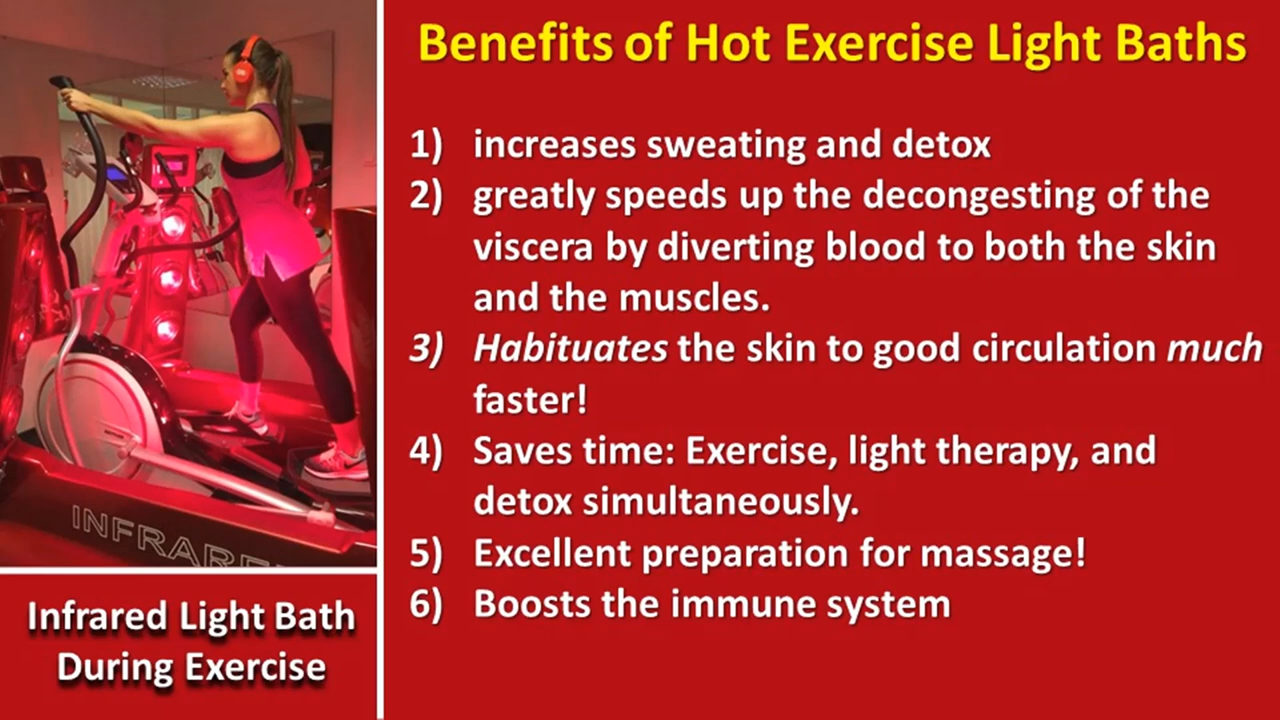 Benefits of Hot Exercise Light Baths
1) increases sweating and detox
2) greatly speeds up the decongesting of the
viscera by diverting blood to both the skin
and the muscles.
3) Habituates the skin to good circulation much
faster!
4) Saves time: Exercise, light therapy, and
detox simultaneously.
5) Excellent preparation for massage!
6) Boosts the immune system
INFRARE
Infrared Light Bath
During Exercise